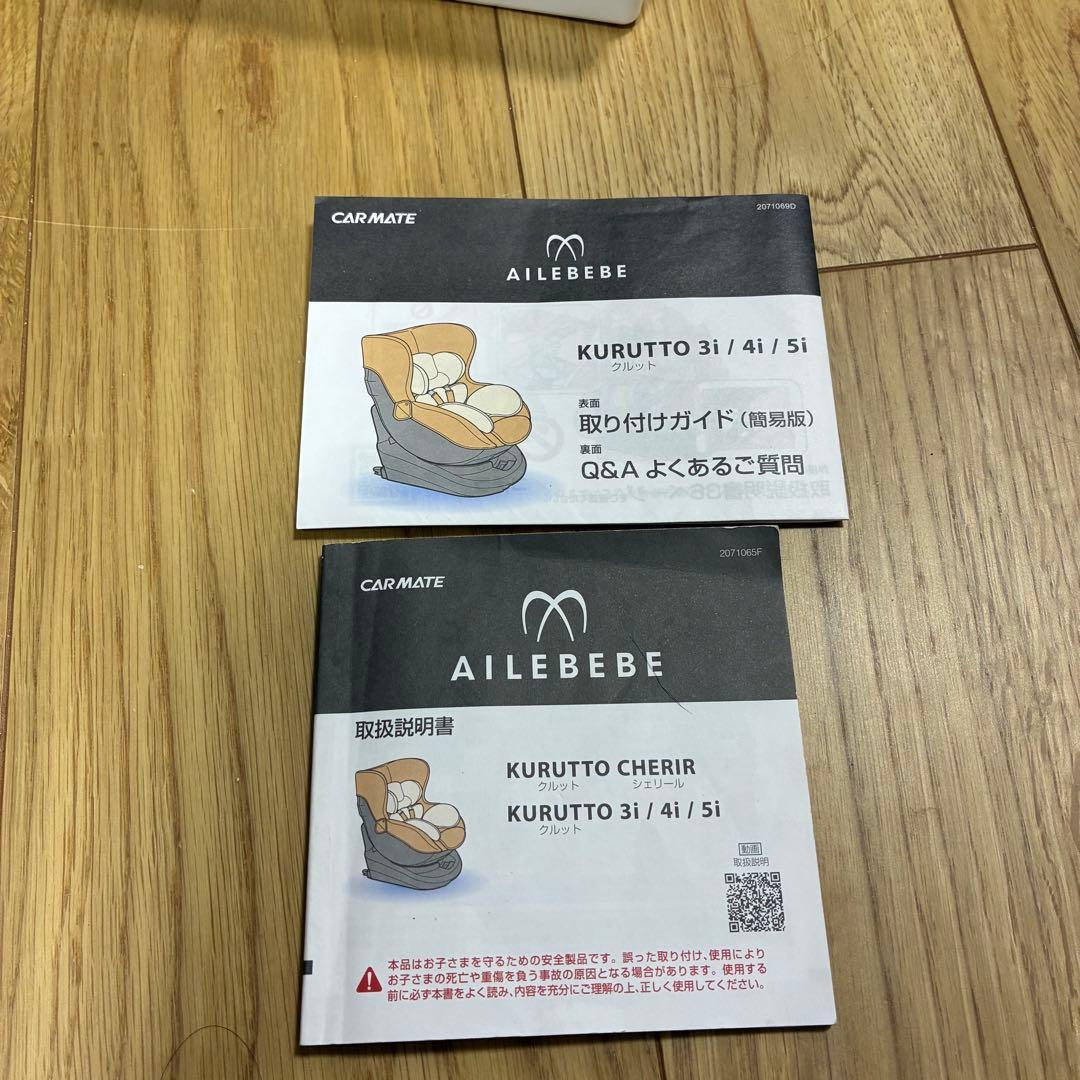 CARMATE
2071069D
AILEBEBE
KURUTTO 3i / 4i / 5i
クルット
表面
取り付けガイド（簡易版）
裏面
Q&A よくあるご質問
CARMATE
2071065F
AILEBEBE
取扱説明書
KURUTTO CHERIR
クルット シェリール
KURUTTO 3i / 4i / 5i
クルット
動画
取扱説明
本品はお子さまを守るための安全製品です。誤った取り付け、使用により
お子さまの死亡や重傷を負う事故の原因となる場合があります。使用する
前に必ず本書をよく読み、内容を充分にご理解の上、正しく使用してください。